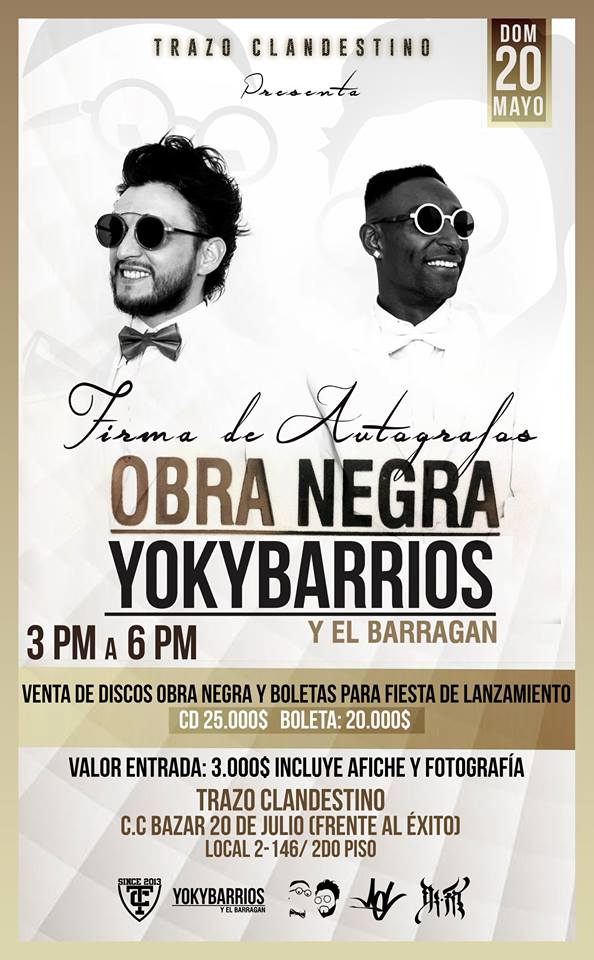 TRAZO CLANDESTINO
Presenta
DOM
20
MAYO
Firma de Autografos
OBRA NEGRA
YOKYBARRIOS
Y EL BARRAGAN
3 PM A 6 PM
VENTA DE DISCOS OBRA NEGRA Y BOLETAS PARA FIESTA DE LANZAMIENTO
CD 25.000$ BOLETA: 20.000$
VALOR ENTRADA: 3.000$ INCLUYE AFICHE Y FOTOGRAFÍA
TRAZO CLANDESTINO
C.C BAZAR 20 DE JULIO (FRENTE AL ÉXITO)
LOCAL 2-146/ 2DO PISO
SINCE 2013
YOKYBARRIOS
Y EL BARRAGAN